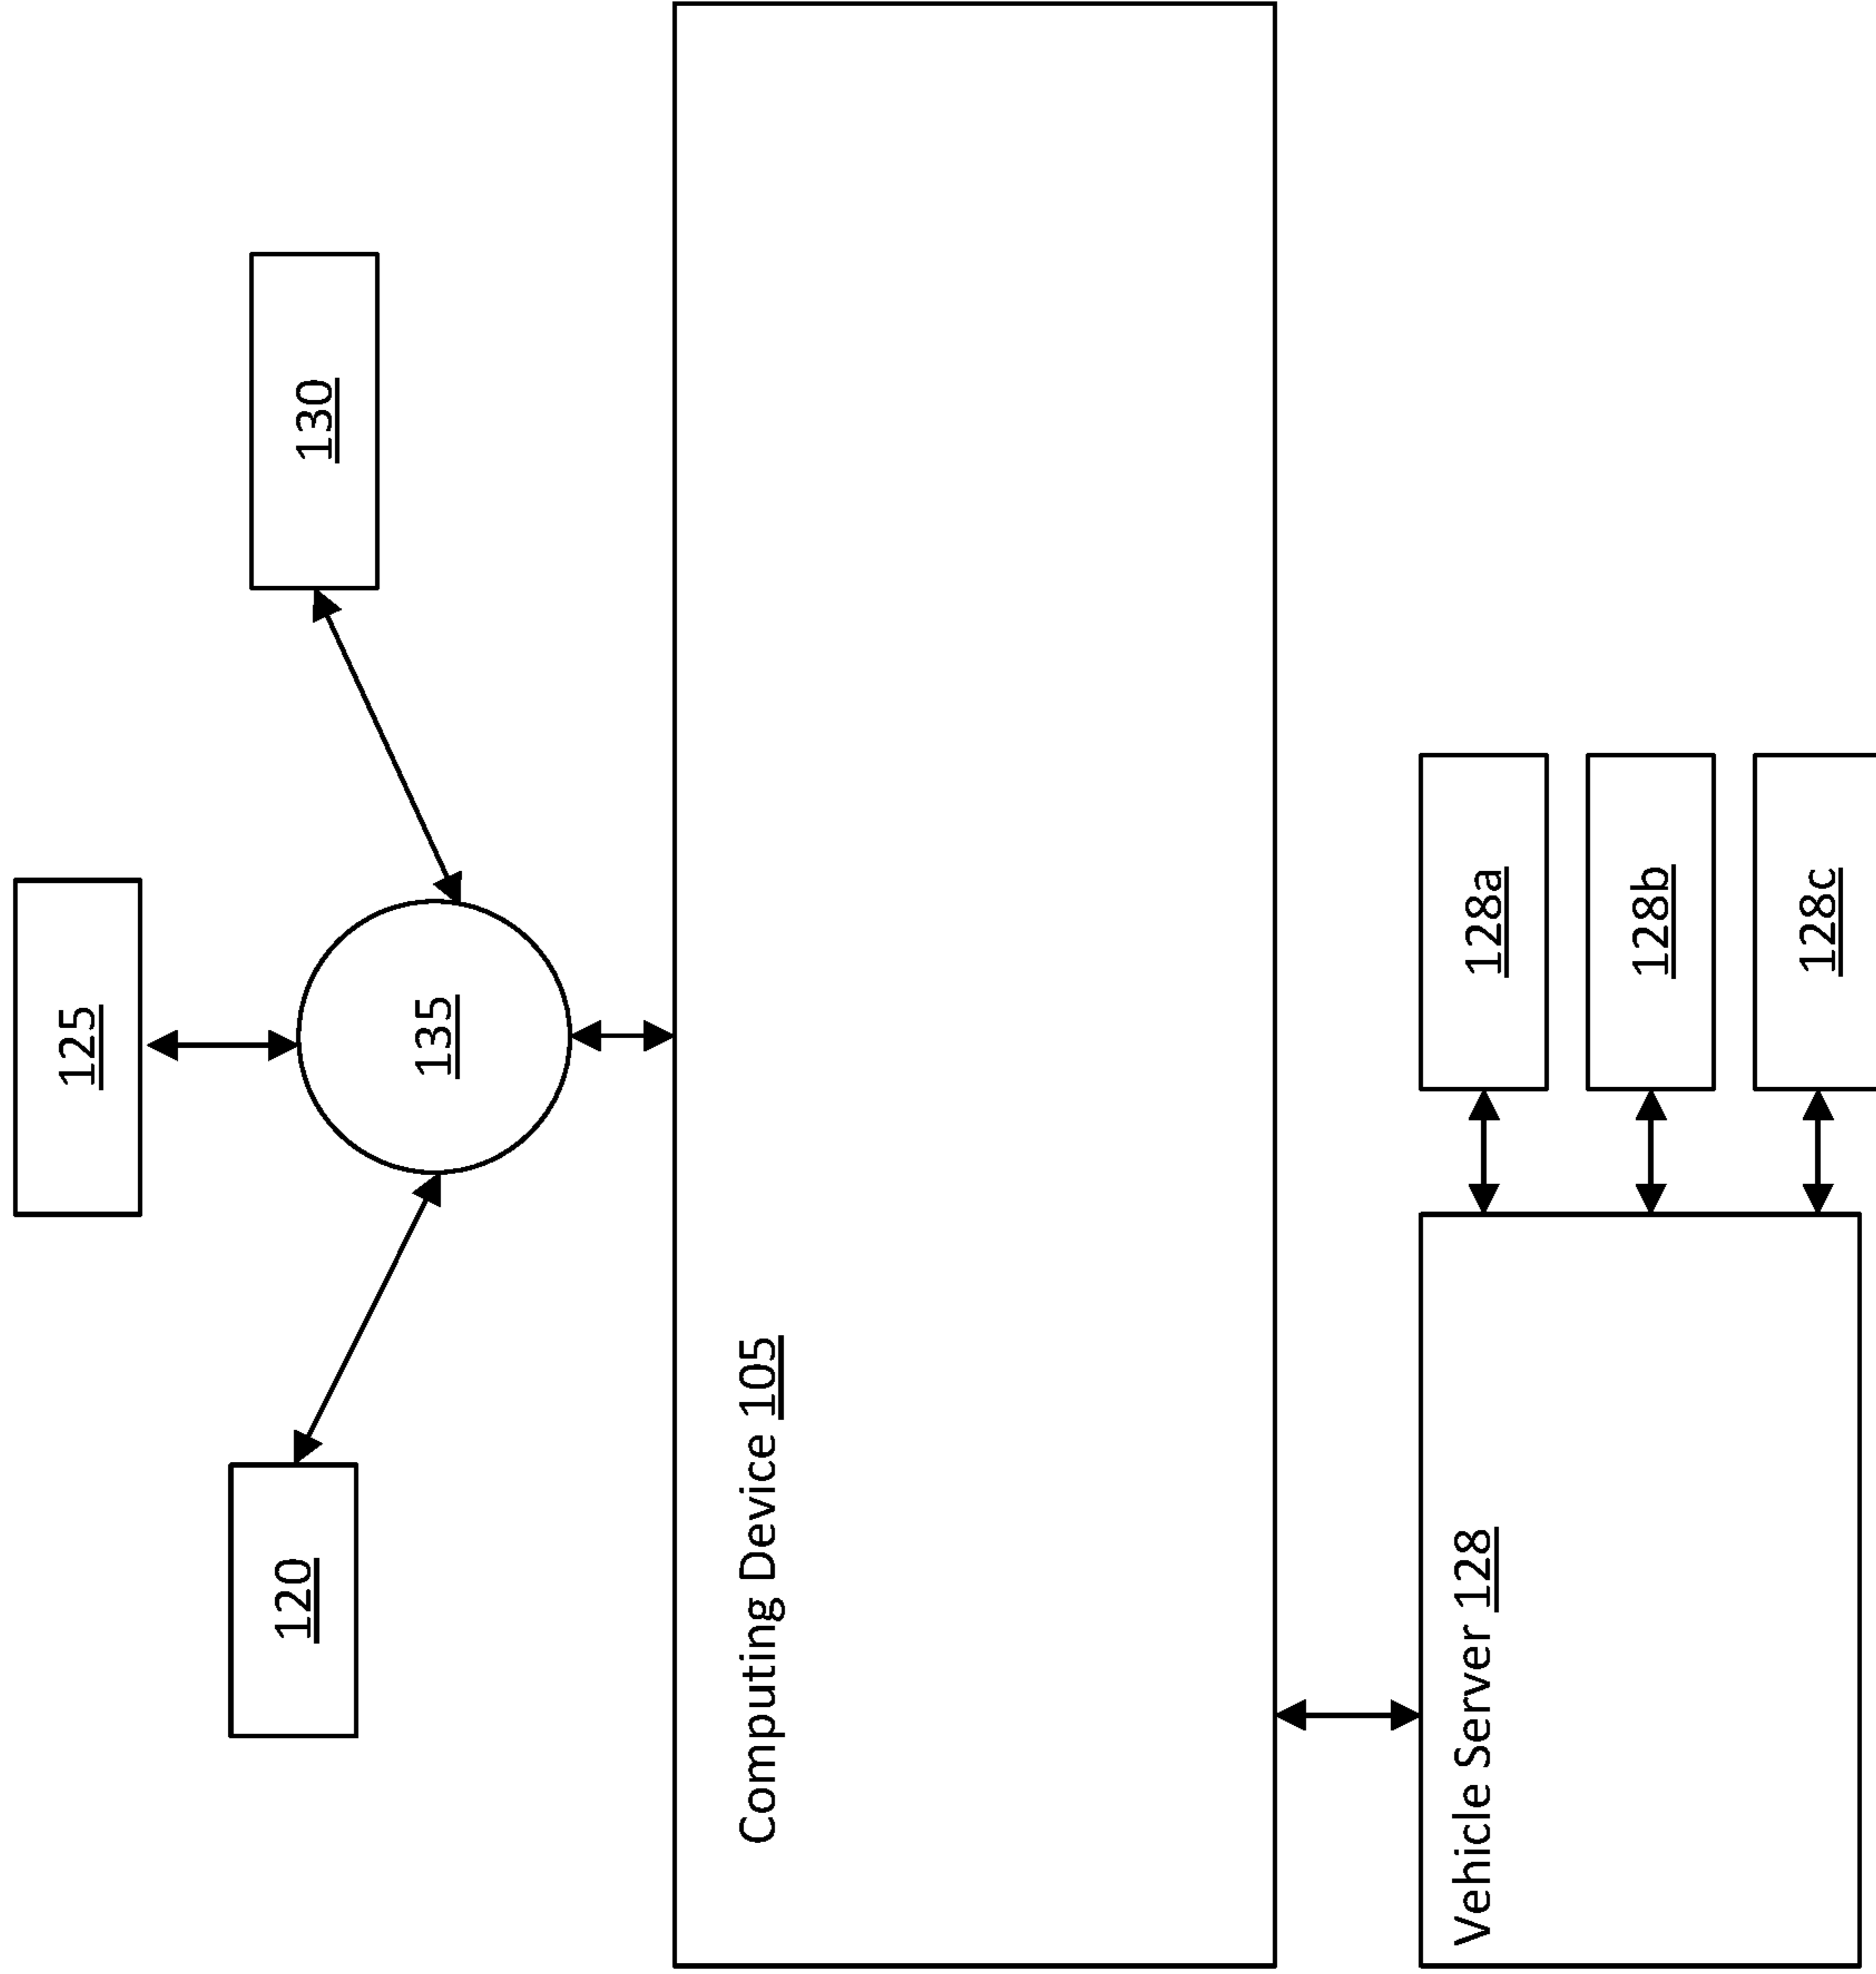 125
130
120
135
Computing Device 105
Vehicle Server 128
128a
128b
128c